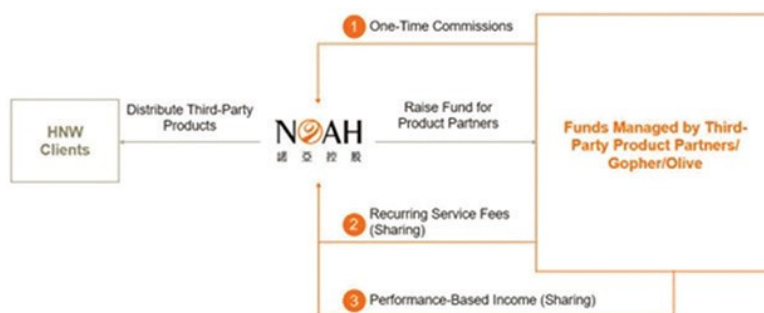 1 One-Time Commissions
Distribute Third-Party
Products
HNW
Clients
NOAH
諾亞控股
Raise Fund for
Product Partners
Funds Managed by Third-
Party Product Partners/
Gopher/Olive
2 Recurring Service Fees
(Sharing)
3 Performance-Based Income (Sharing)